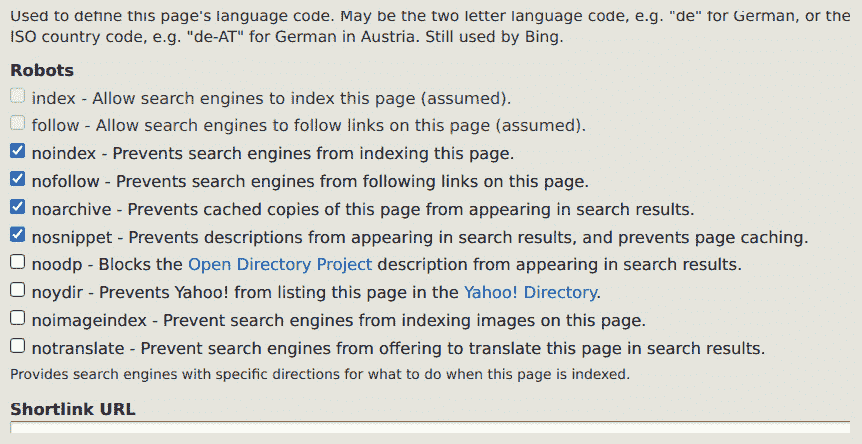 Used to define this page's language code. May be the two letter language code, e.g. "de" for German, or the
ISO country code, e.g. "de-AT" for German in Austria. Still used by Bing.
Robots
index - Allow search engines to index this page (assumed).
follow - Allow search engines to follow links on this page (assumed).
noindex - Prevents search engines from indexing this page.
nofollow - Prevents search engines from following links on this page.
noarchive - Prevents cached copies of this page from appearing in search results.
nosnippet - Prevents descriptions from appearing in search results, and prevents page caching.
noodp - Blocks the Open Directory Project description from appearing in search results.
noydir - Prevents Yahoo! from listing this page in the Yahoo! Directory.
noimageindex - Prevent search engines from indexing images on this page.
notranslate - Prevent search engines from offering to translate this page in search results.
Provides search engines with specific directions for what to do when this page is indexed.
Shortlink URL